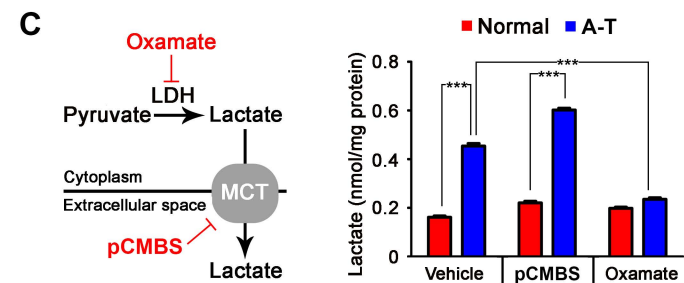 C
Oxamate
LDH
Pyruvate
Lactate
Cytoplasm
MCT
Extracellular space
pCMBS
Lactate
Normal
A-T
Lactate (nmol/mg protein)
0.8
0.6
0.4
0.2
0
***
***
***
Vehicle
pCMBS
Oxamate